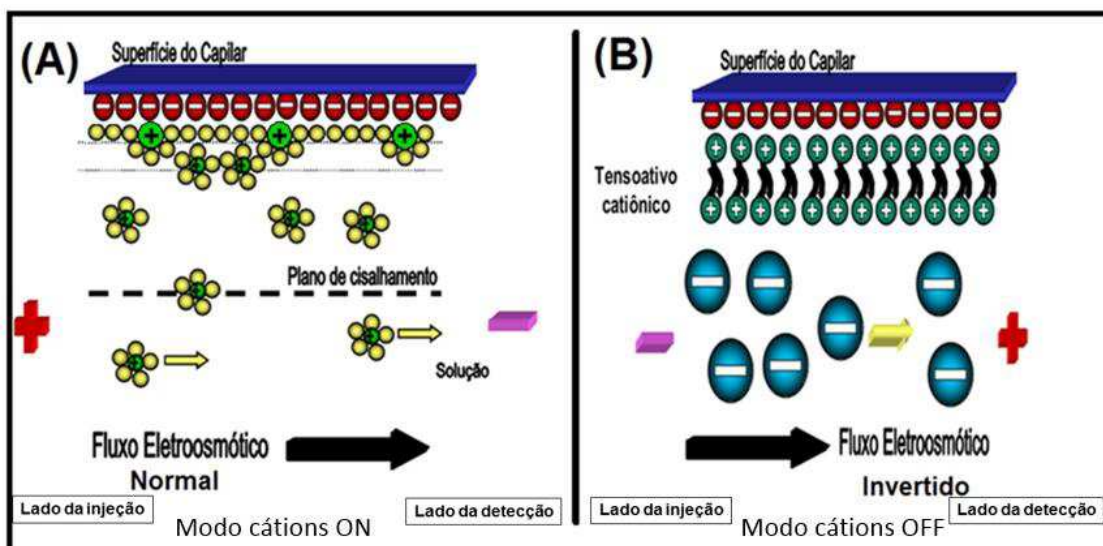 (A)
Superfície do Capilar
Plano de cisalhamento
Solução
Fluxo Eletroosmótico
Normal
Lado da injeção
Lado da detecção
Modo cátions ON
(B)
Superfície do Capilar
Tensoativo
catiônico
Fluxo Eletroosmótico
Invertido
Lado da injeção
Lado da detecção
Modo cátions OFF